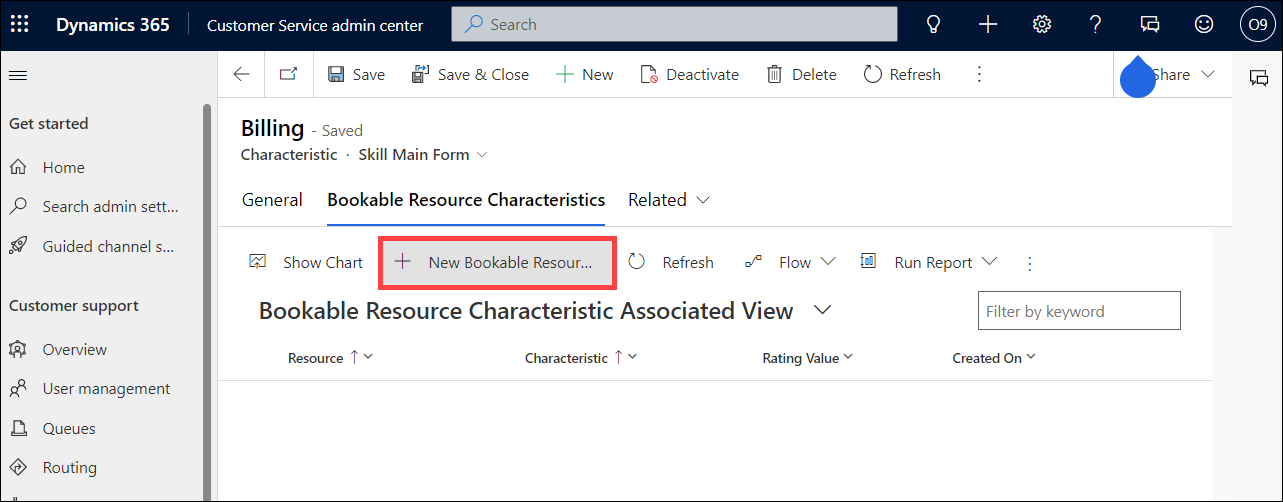 Dynamics 365
Customer Service admin center
Search
O9
Save
Save & Close
New
Deactivate
Delete
Refresh
Share
Get started
Home
Search admin sett...
Guided channel s...
Customer support
Overview
User management
Queues
Routing
Billing - Saved
Characteristic · Skill Main Form
General
Bookable Resource Characteristics
Related
Show Chart
New Bookable Resour...
Refresh
Flow
Run Report
Bookable Resource Characteristic Associated View
Filter by keyword
Resource
Characteristic
Rating Value
Created On